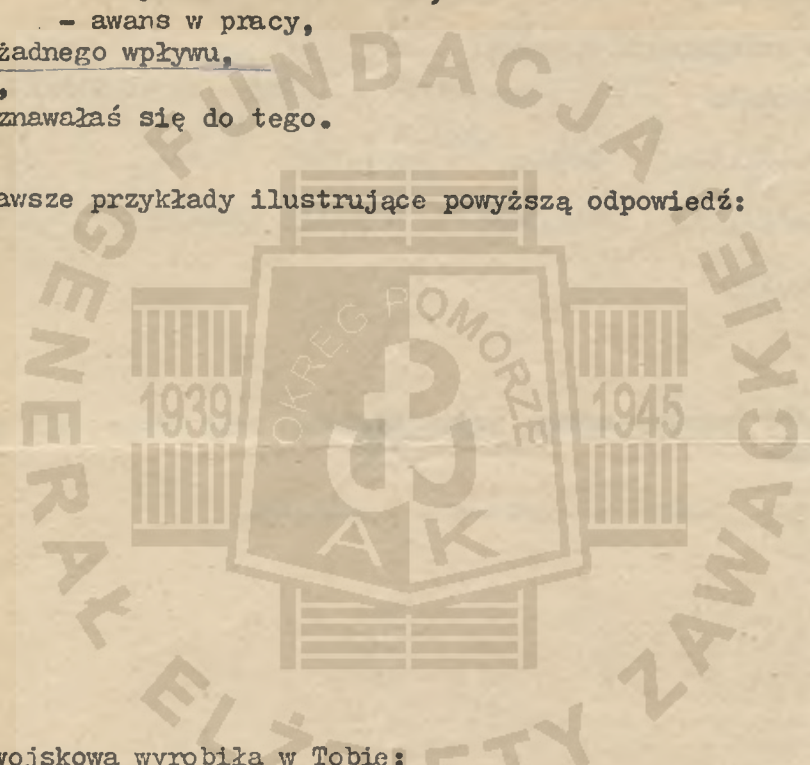 - awans w pracy,
żadnego wpływu,
,
znawałaś się do tego.
awsze przykłady ilustrujące powyższą odpowiedź:
FUNDACJA GENERAŁ ELŻBIETY ZAWACKIEJ
OKRĘG POMORZE
1939
1945
AK
wojskowa wyrobiła w Tobie: